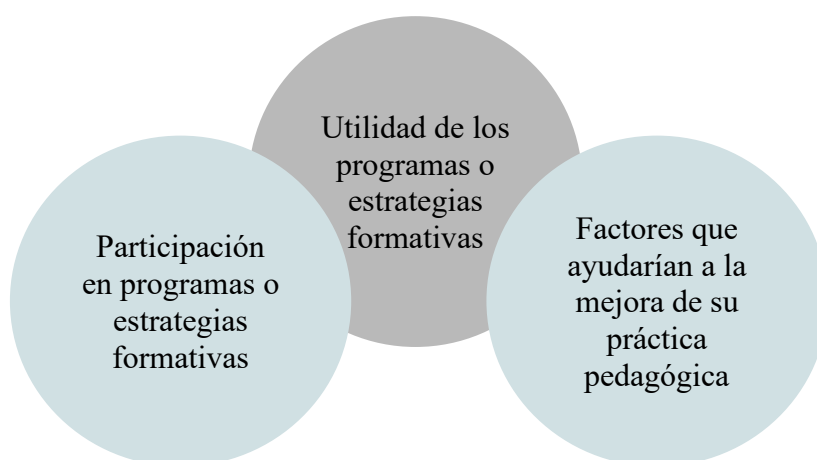 Participación
en programas o
estrategias
formativas
Utilidad de los
programas o
estrategias
formativas
Factores que
ayudarían a la
mejora de su
práctica
pedagógica